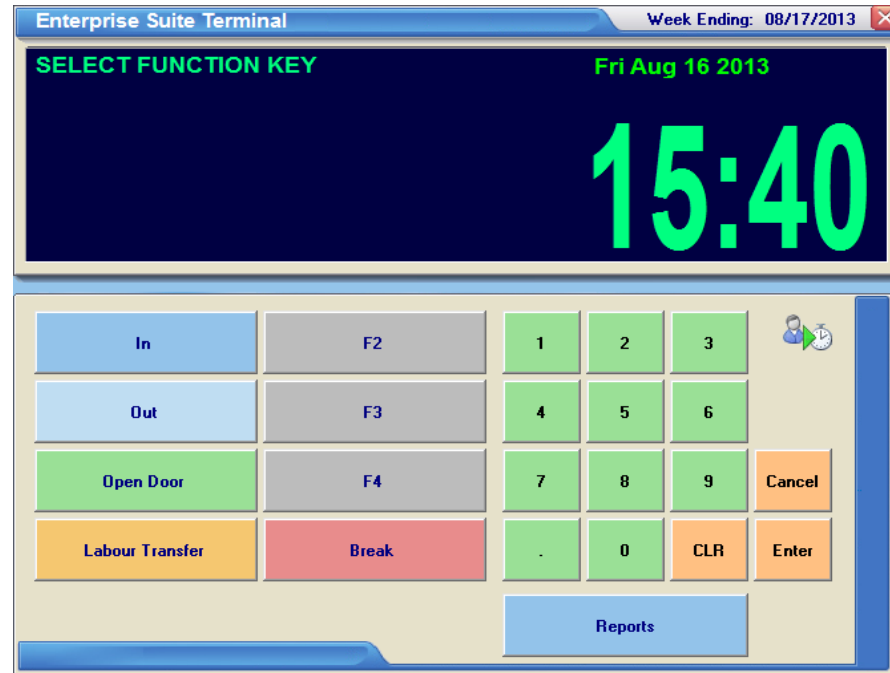 Enterprise Suite Terminal
Week Ending: 08/17/2013
SELECT FUNCTION KEY
Fri Aug 16 2013
15:40
In
F2
1
2
3
Out
F3
4
5
6
Open Door
F4
7
8
9
Cancel
Labour Transfer
Break
.
0
CLR
Enter
Reports